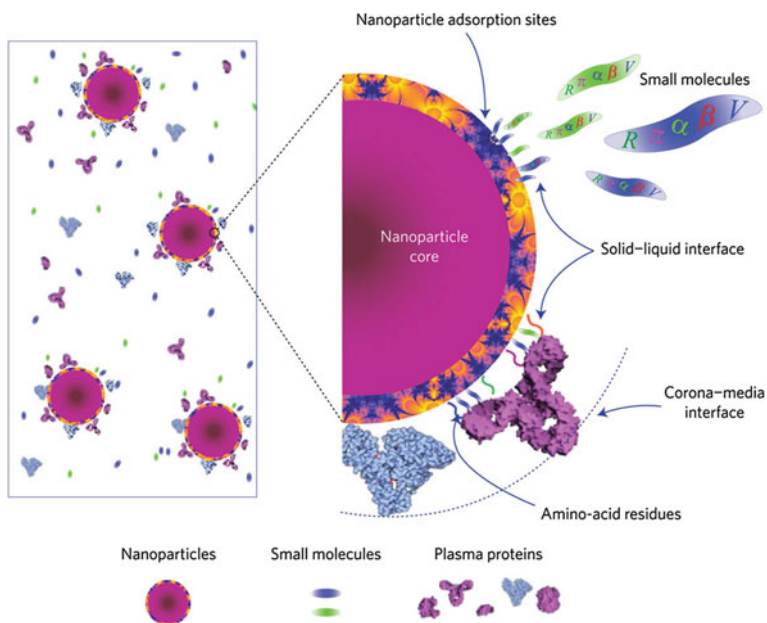 Nanoparticle adsorption sites
Small molecules
R π α β V
R π α β V
R π α β V
R π α β V
Nanoparticle
core
Solid–liquid interface
Corona–media
interface
Amino-acid residues
Nanoparticles
Small molecules
Plasma proteins